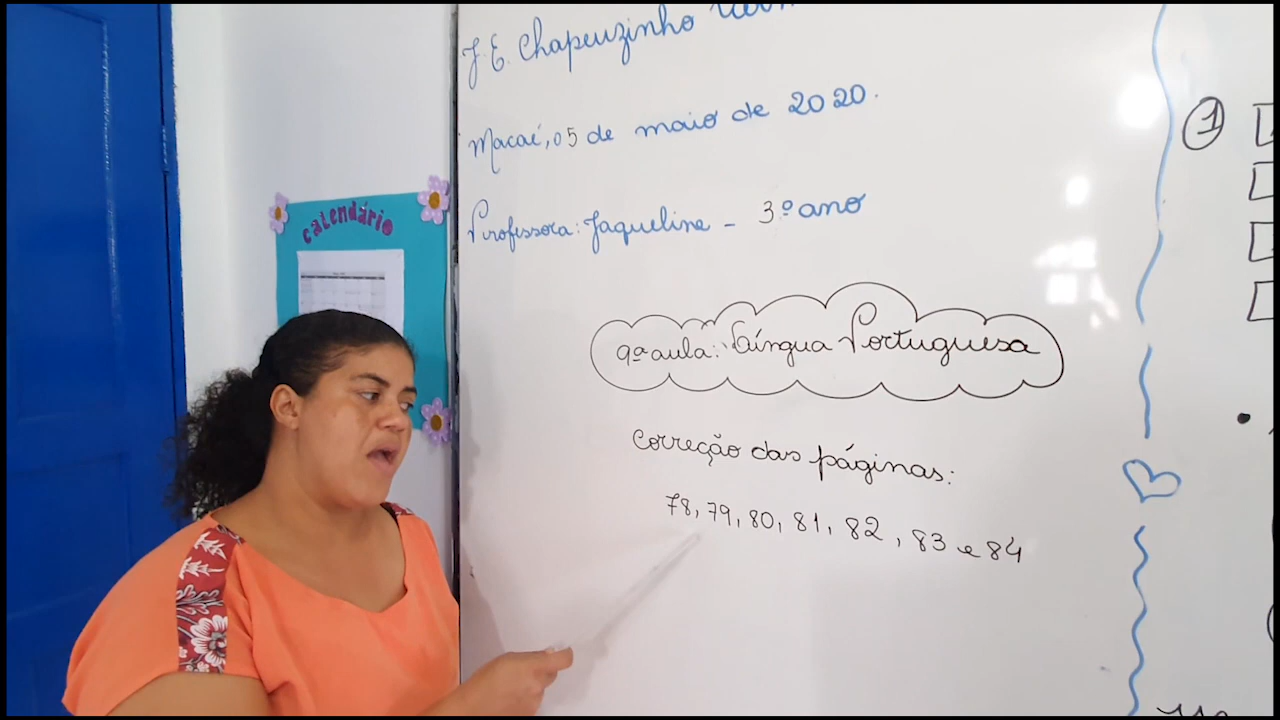 J.E. Chapeuzinho
Macaé, 05 de maio de 2020.
Professora: Jaqueline - 3º ano
calendário
9ª aula: Língua Portuguesa
Correção das páginas:
78, 79, 80, 81, 82, 83 e 84
1